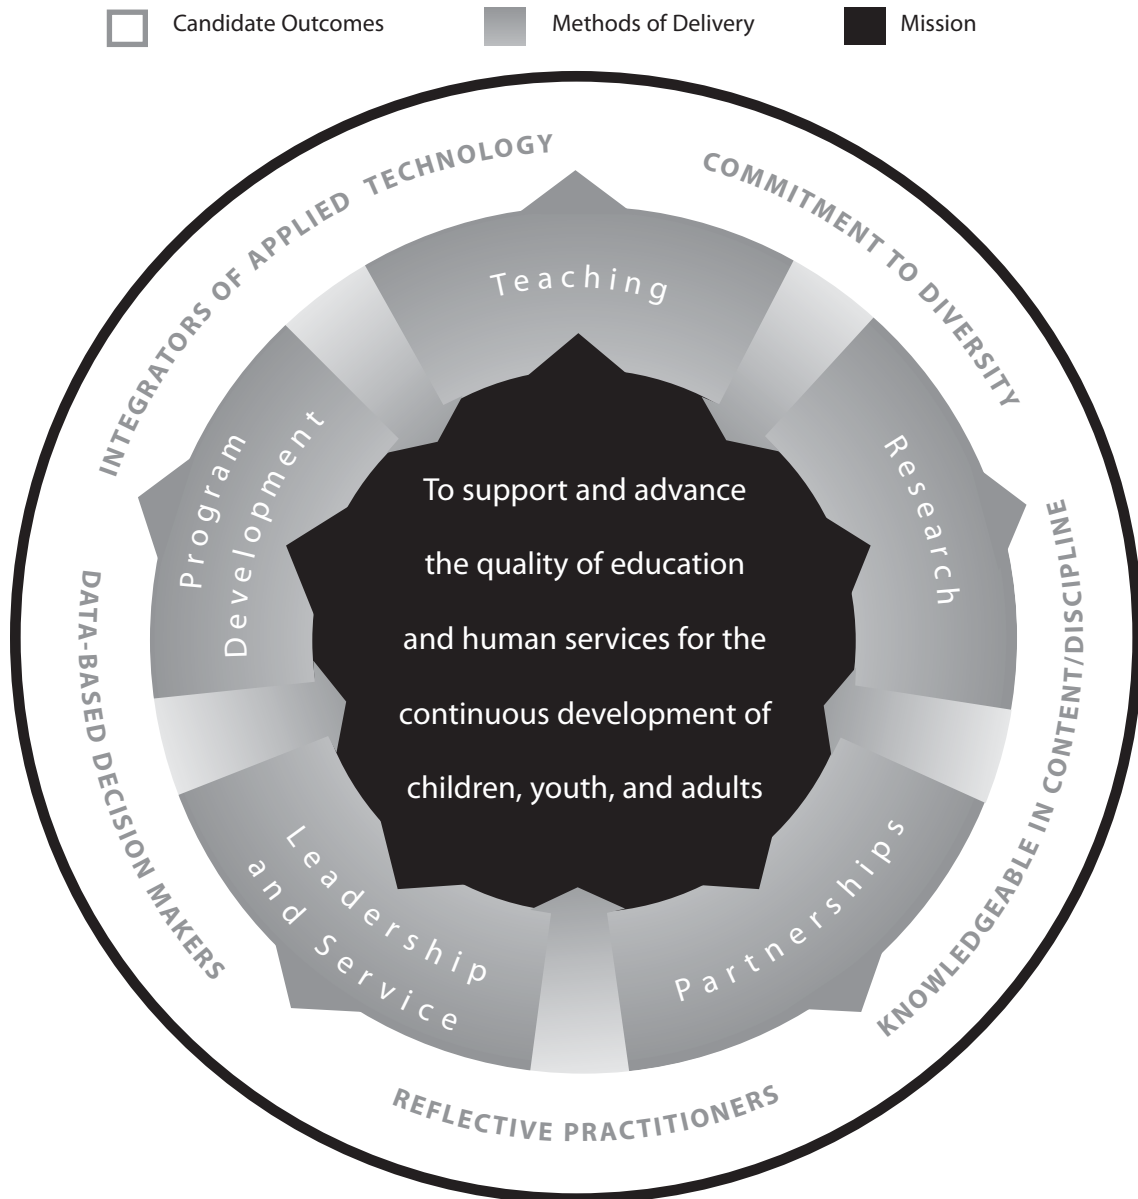 Candidate Outcomes
Methods of Delivery
Mission
INTEGRATORS OF APPLIED TECHNOLOGY
COMMITMENT TO DIVERSITY
KNOWLEDGEABLE IN CONTENT/DISCIPLINE
REFLECTIVE PRACTITIONERS
DATA-BASED DECISION MAKERS
Teaching
Research
Partnerships
Leadership
and Service
Program
Development
To support and advance
the quality of education
and human services for the
continuous development of
children, youth, and adults